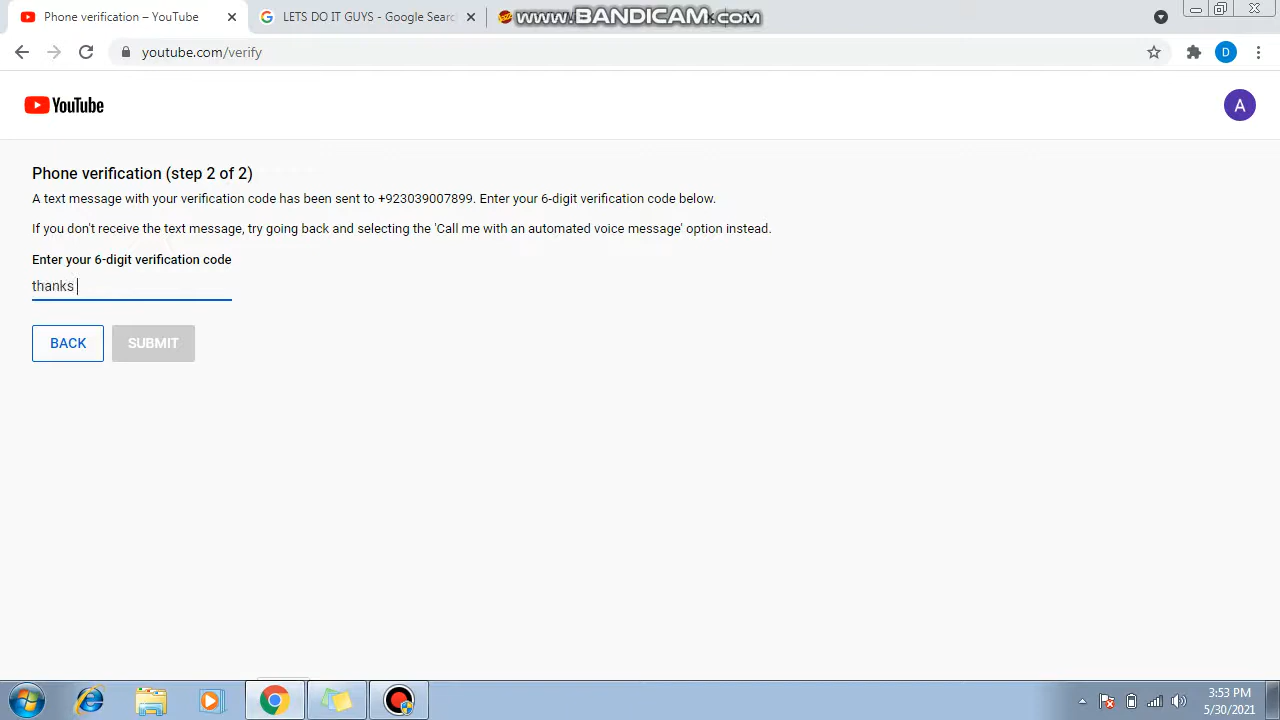 Phone verification – YouTube
LETS DO IT GUYS - Google Sear
www.BANDICAM.com
youtube.com/verify
D
YouTube
A
Phone verification (step 2 of 2)
A text message with your verification code has been sent to +923039007899. Enter your 6-digit verification code below.
If you don't receive the text message, try going back and selecting the 'Call me with an automated voice message' option instead.
Enter your 6-digit verification code
thanks
BACK
SUBMIT
3:53 PM
5/30/2021